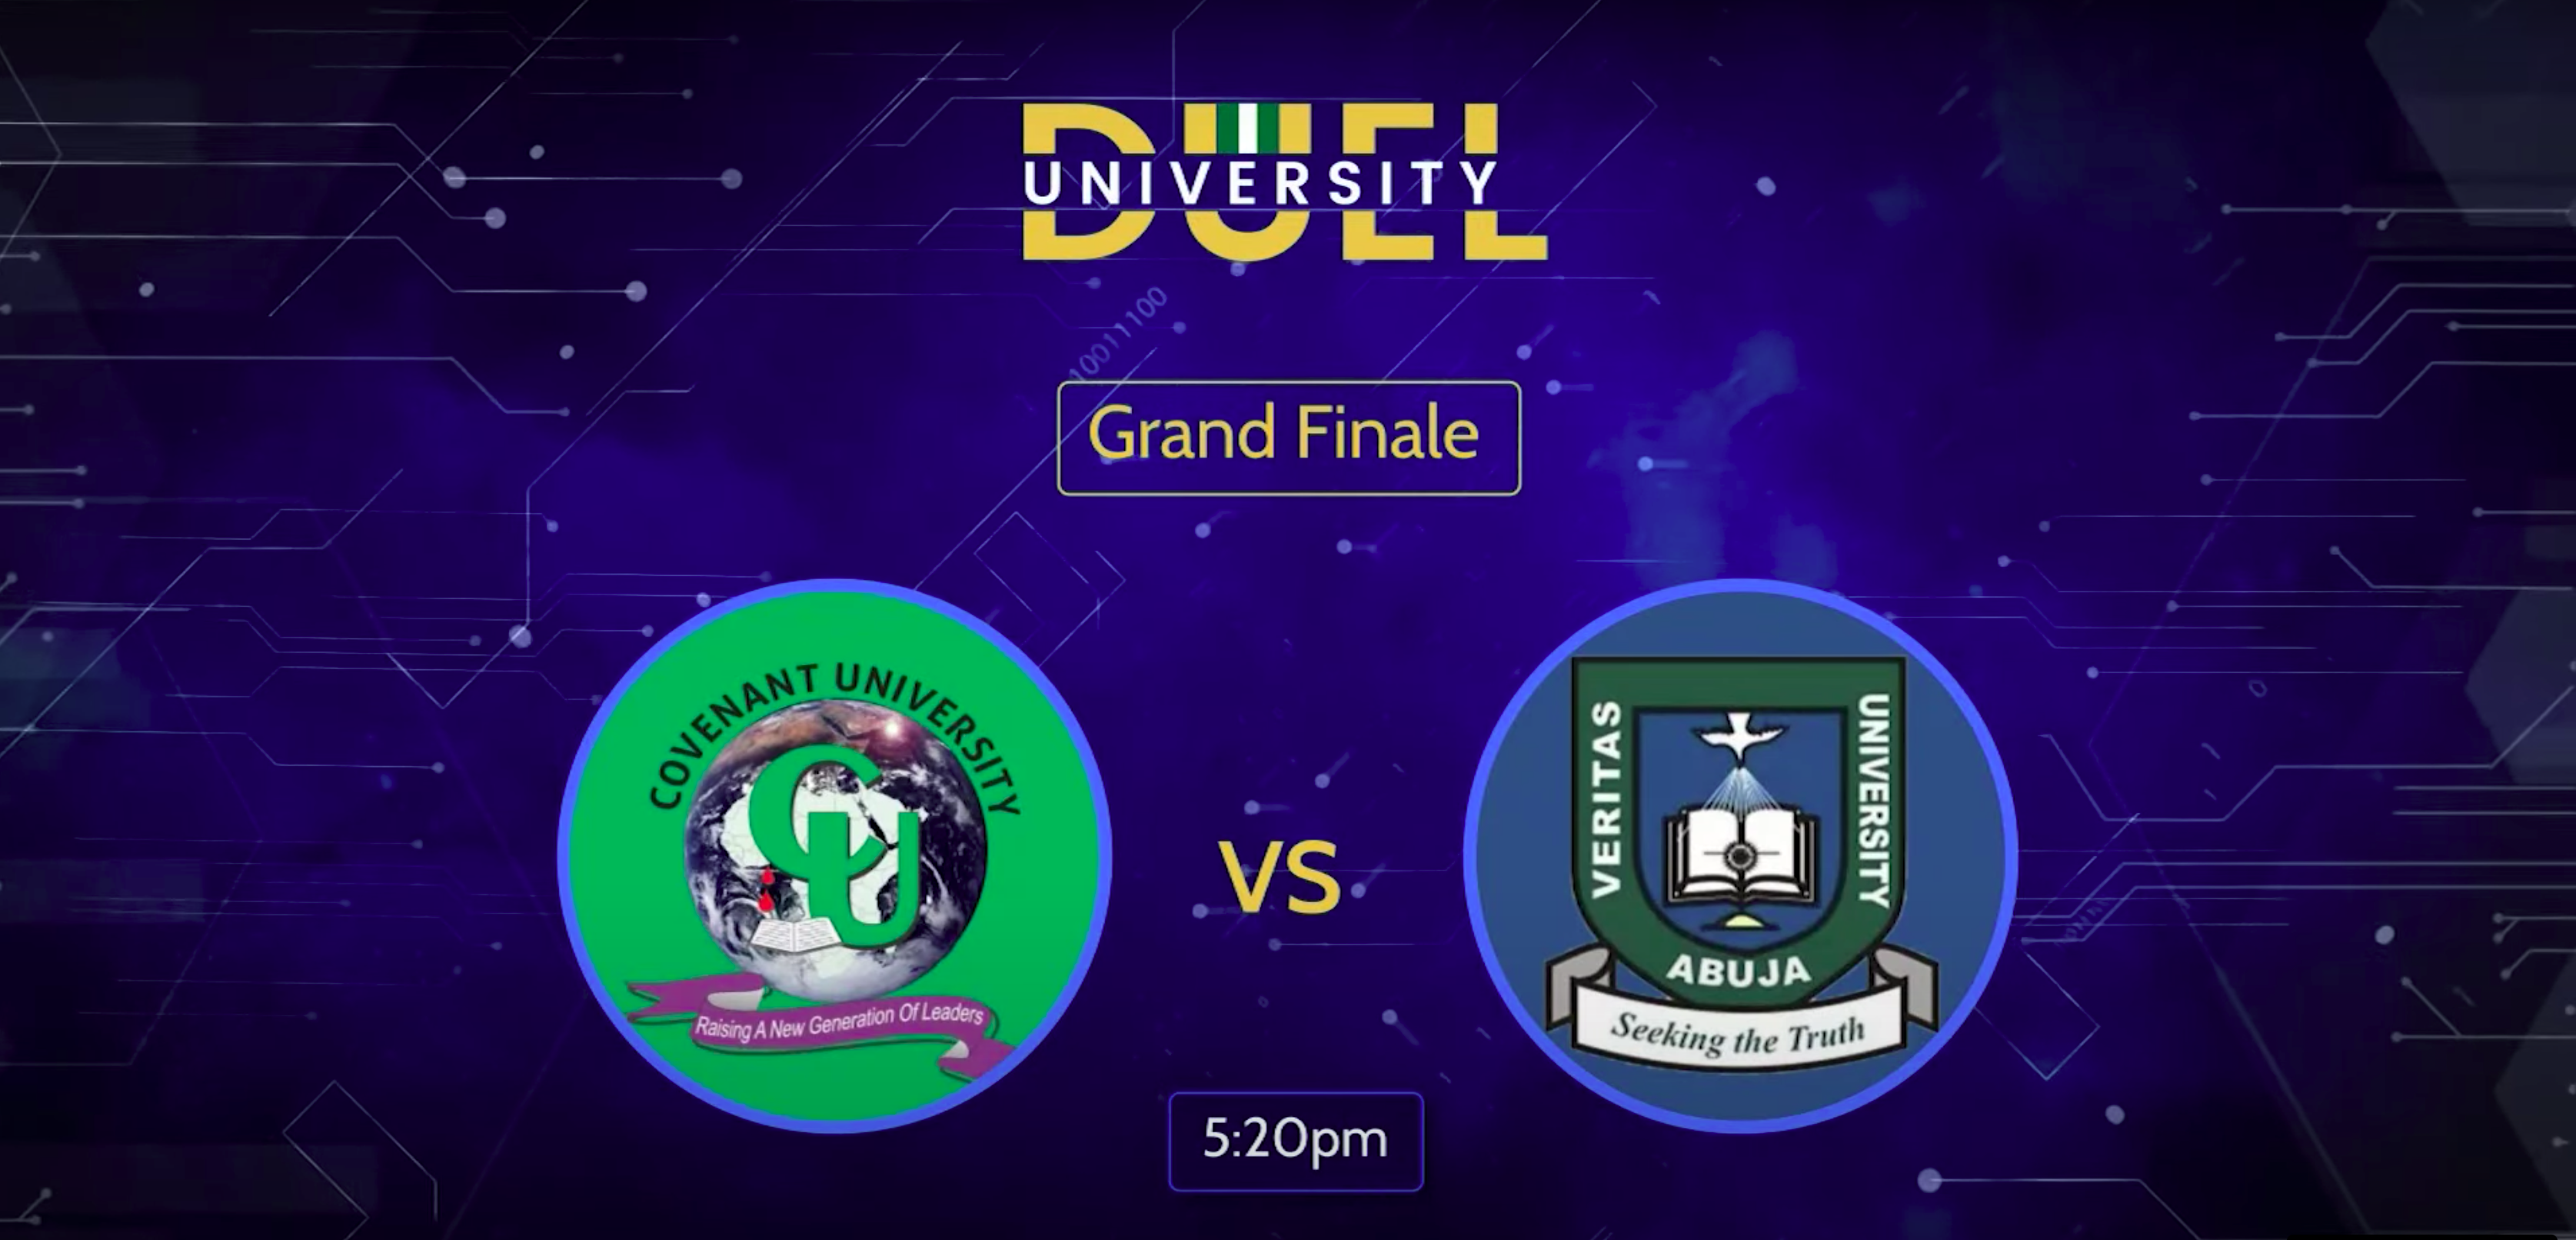 DUEL
UNIVERSITY
100111100
Grand Finale
COVENANT UNIVERSITY
CU
Raising A New Generation Of Leaders
VS
VERITAS
UNIVERSITY
ABUJA
Seeking the Truth
5:20pm